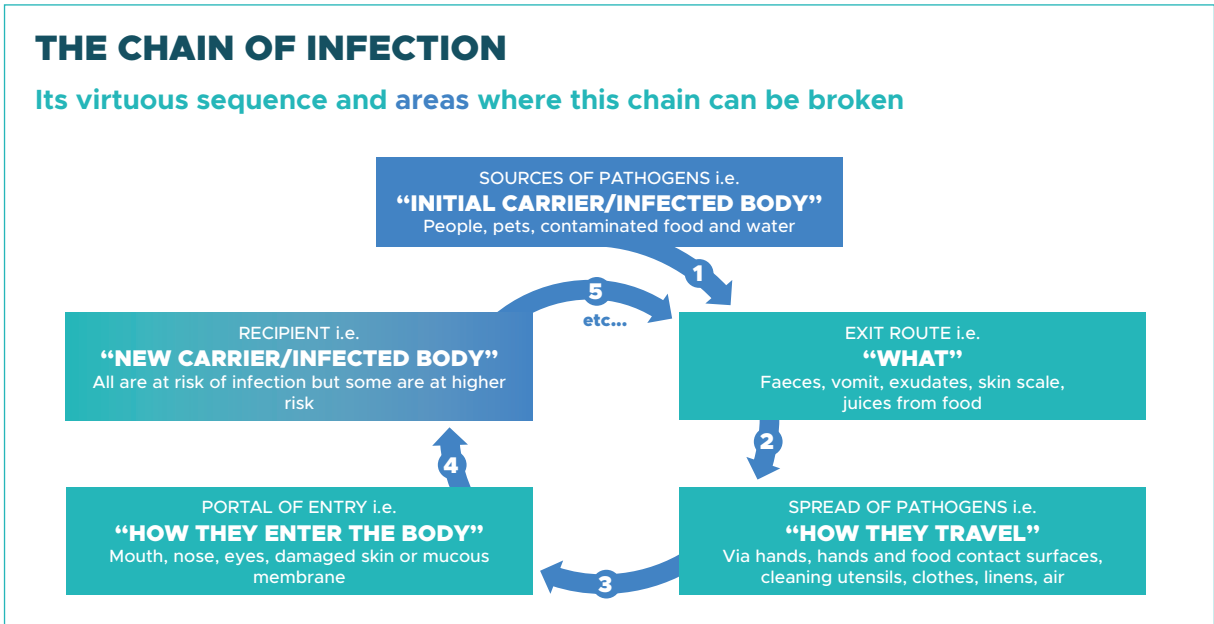 THE CHAIN OF INFECTION
Its virtuous sequence and areas where this chain can be broken
SOURCES OF PATHOGENS i.e.
“INITIAL CARRIER/INFECTED BODY”
People, pets, contaminated food and water
1
5
etc...
RECIPIENT i.e.
“NEW CARRIER/INFECTED BODY”
All are at risk of infection but some are at higher
risk
EXIT ROUTE i.e.
“WHAT”
Faeces, vomit, exudates, skin scale,
juices from food
4
2
PORTAL OF ENTRY i.e.
“HOW THEY ENTER THE BODY”
Mouth, nose, eyes, damaged skin or mucous
membrane
SPREAD OF PATHOGENS i.e.
“HOW THEY TRAVEL”
Via hands, hands and food contact surfaces,
cleaning utensils, clothes, linens, air
3